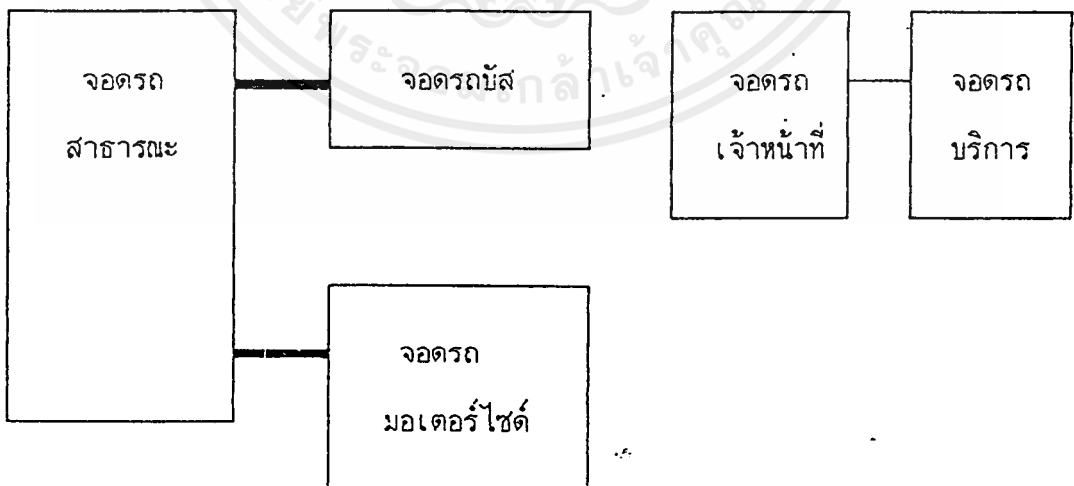 จอดรถ
สาธารณะ
จอดรถบัส
จอดรถ
เจ้าหน้าที่
จอดรถ
บริการ
จอดรถ
มอเตอร์ไซด์